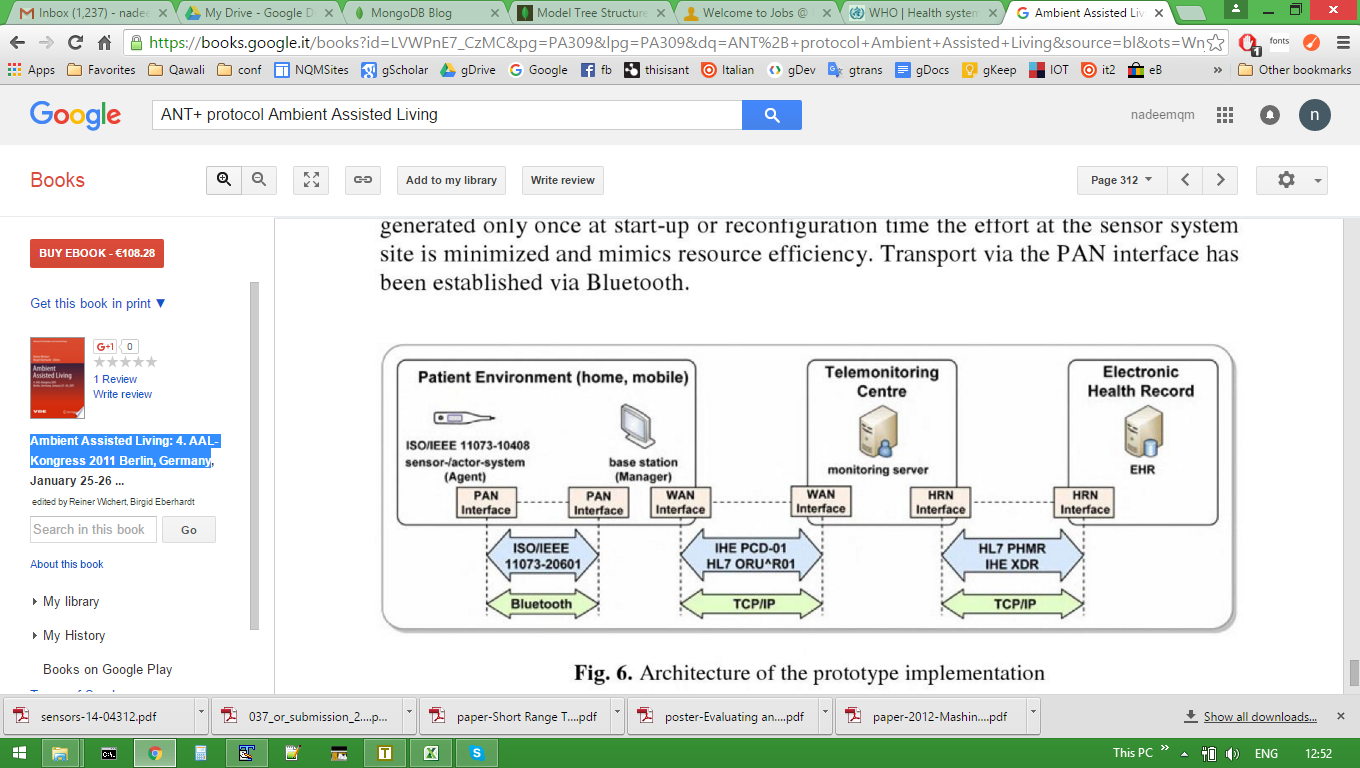 Inbox (1,237) - nadee
My Drive - Google D
MongoDB Blog
Model Tree Structure
Welcome to Jobs @
WHO | Health system
Ambient Assisted Liv
https://books.google.it/books?id=LVWPnE7_CzMC&pg=PA309&lpg=PA309&dq=ANT%2B+protocol+Ambient+Assisted+Living&source=bl&ots=Wn
1
fonts
Apps
Favorites
Qawali
conf
NQMSites
gScholar
gDrive
Google
fb
thisisant
Italian
gDev
gtrans
gDocs
gKeep
IOT
it2
eB
»
Other bookmarks
Google
ANT+ protocol Ambient Assisted Living
nadeemqm
n
Books
Add to my library
Write review
Page 312
BUY EBOOK - €108.28
Get this book in print ▼
G+1
0
1 Review
Write review
Ambient
Assisted Living
VDE
Ambient Assisted Living: 4. AAL-
Kongress 2011 Berlin, Germany,
January 25-26 ...
edited by Reiner Wichert, Birgid Eberhardt
Search in this book
Go
About this book
My library
My History
Books on Google Play
generated only once at start-up or reconfiguration time the effort at the sensor system
site is minimized and mimics resource efficiency. Transport via the PAN interface has
been established via Bluetooth.
Patient Environment (home, mobile)
ISO/IEEE 11073-10408
sensor-/actor-system
(Agent)
base station
(Manager)
Telemonitoring
Centre
monitoring server
Electronic
Health Record
EHR
PAN
Interface
PAN
Interface
WAN
Interface
WAN
Interface
HRN
Interface
HRN
Interface
ISO/IEEE
11073-20601
IHE PCD-01
HL7 ORU^R01
HL7 PHMR
IHE XDR
Bluetooth
TCP/IP
TCP/IP
Fig. 6. Architecture of the prototype implementation
sensors-14-04312.pdf
037_or_submission_2....p...
paper-Short Range T....pdf
poster-Evaluating an....pdf
paper-2012-Mashin....pdf
Show all downloads...
This PC
»
ENG
12:52